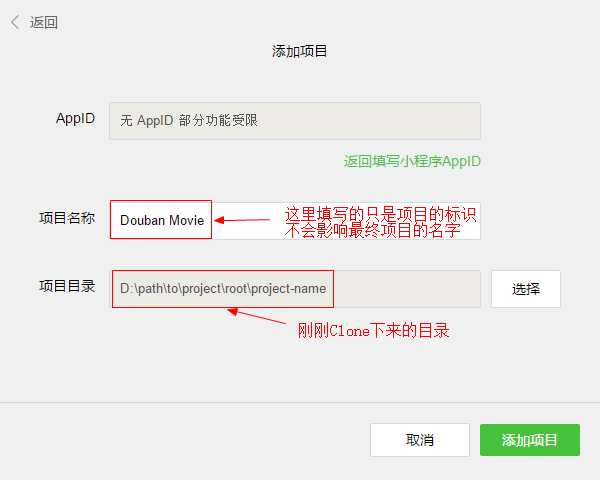 返回
添加项目
AppID
无 AppID 部分功能受限
返回填写小程序AppID
项目名称
Douban Movie
这里填写的只是项目的标识
不会影响最终项目的名字
项目目录
D:\path\to\project\root\project-name
选择
刚刚Clone下来的目录
取消
添加项目